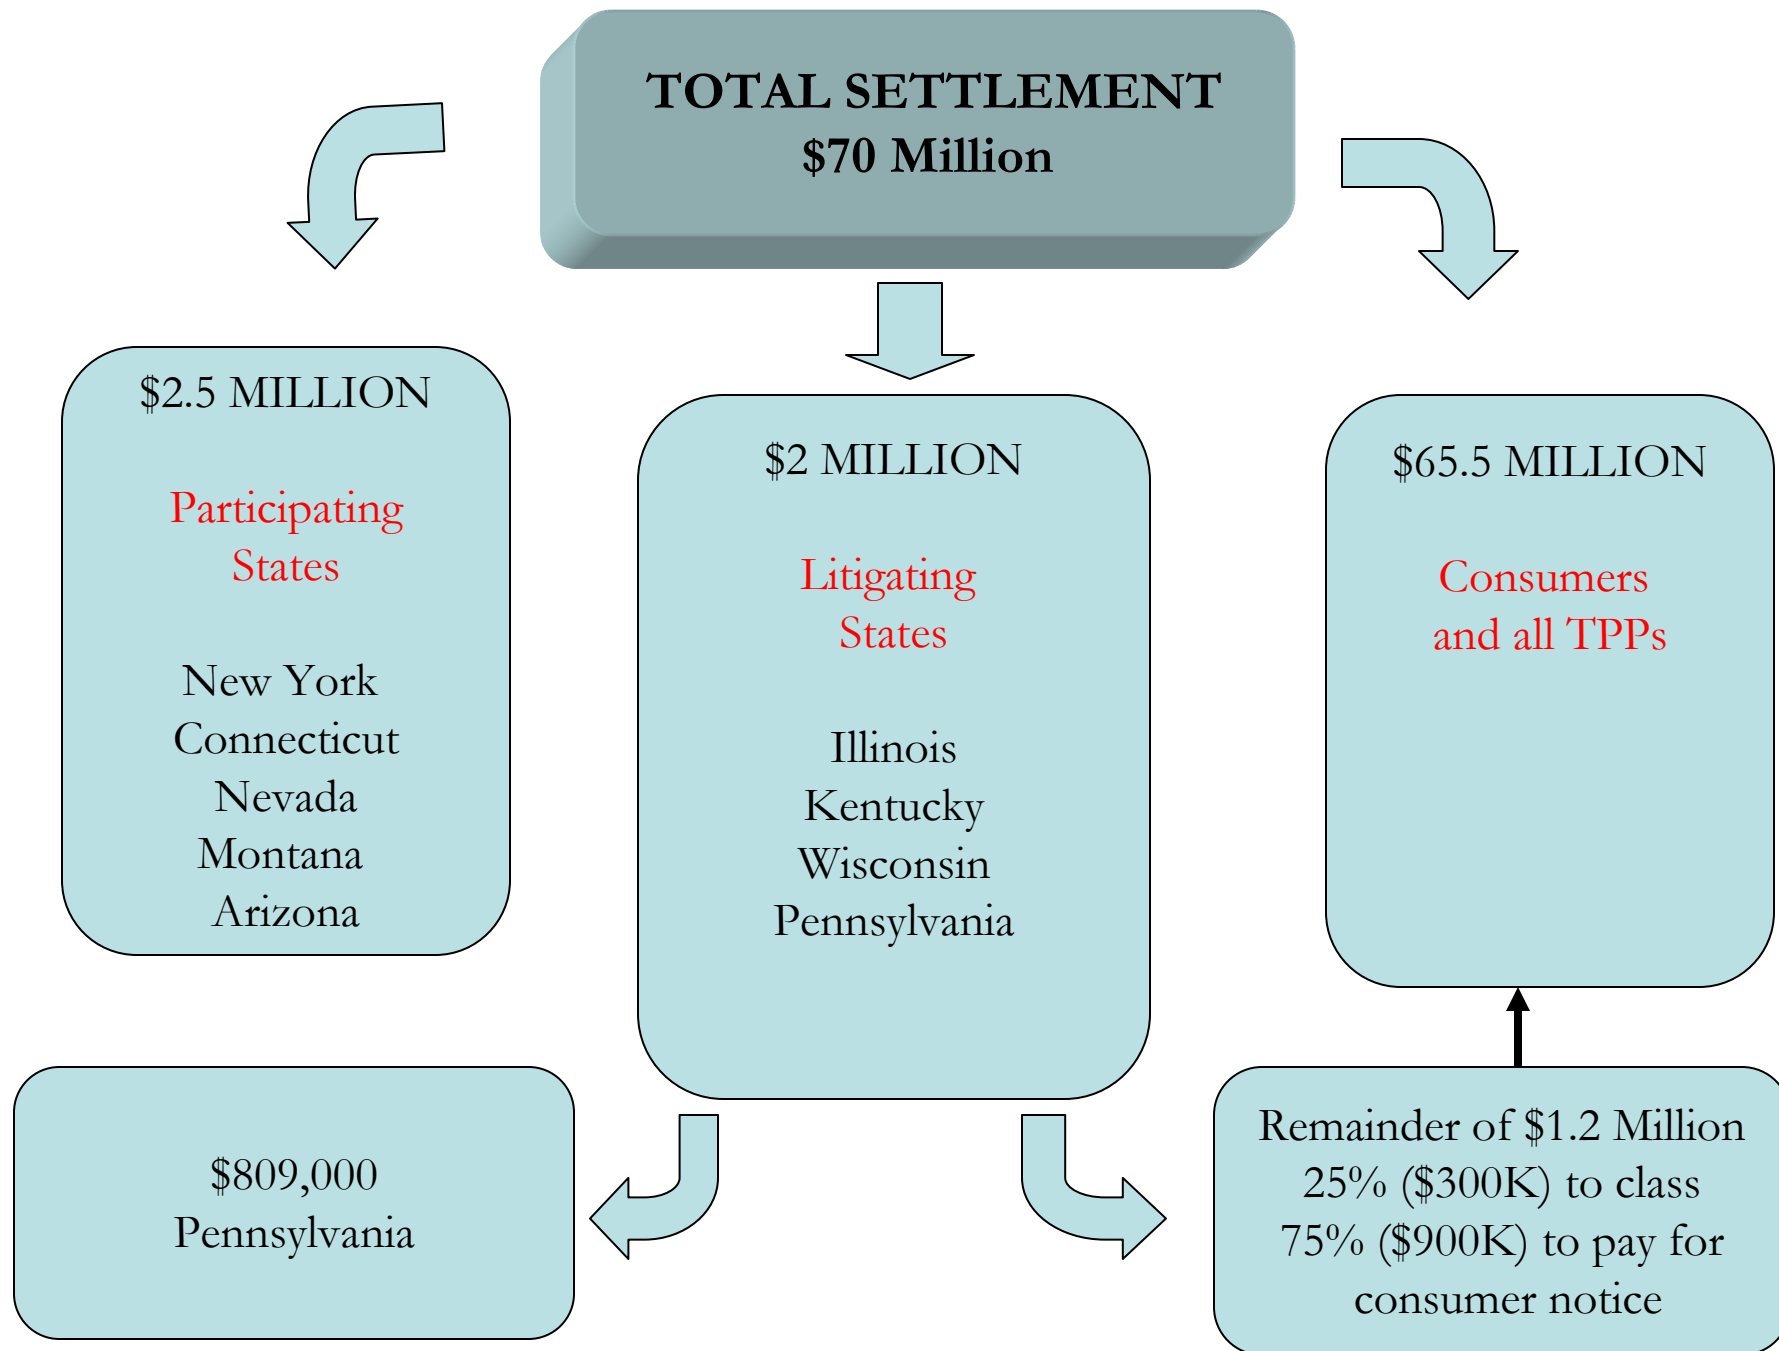 TOTAL SETTLEMENT
$70 Million
$2.5 MILLION
Participating
States
New York
Connecticut
Nevada
Montana
Arizona
$2 MILLION
Litigating
States
Illinois
Kentucky
Wisconsin
Pennsylvania
$65.5 MILLION
Consumers
and all TPPs
$809,000
Pennsylvania
Remainder of $1.2 Million
25% ($300K) to class
75% ($900K) to pay for
consumer notice